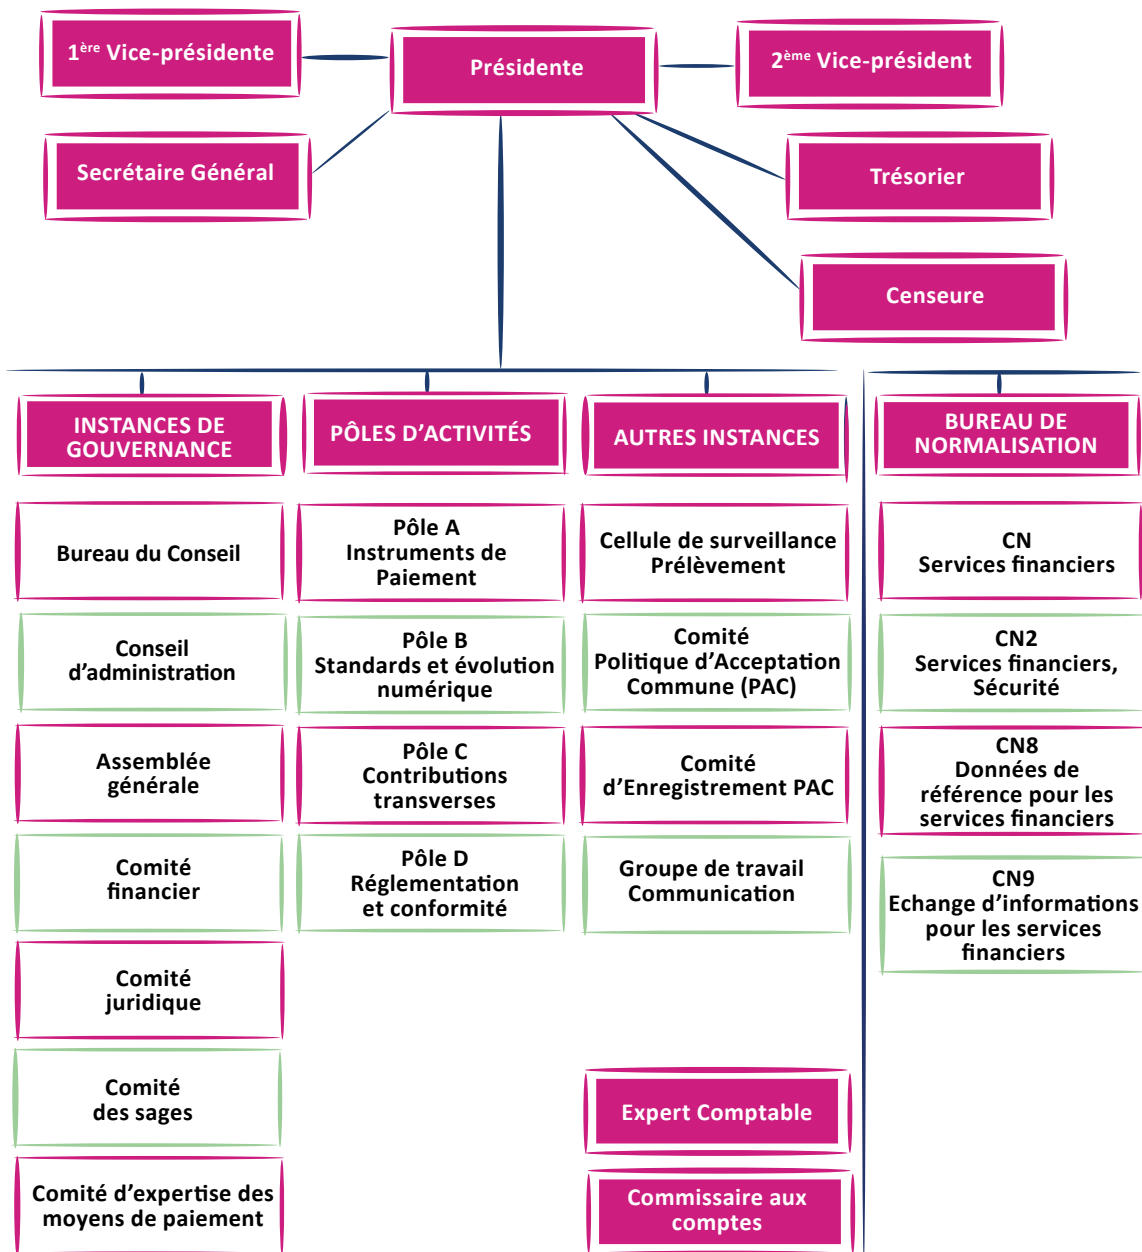 1ère Vice-présidente
Présidente
2ème Vice-président
Secrétaire Général
Trésorier
Censeure
INSTANCES DE
GOUVERNANCE
Bureau du Conseil
Conseil
d’administration
Assemblée
générale
Comité
financier
Comité
juridique
Comité
des sages
Comité d’expertise des
moyens de paiement
PÔLES D’ACTIVITÉS
Pôle A
Instruments de
Paiement
Pôle B
Standards et évolution
numérique
Pôle C
Contributions
transverses
Pôle D
Réglementation
et conformité
AUTRES INSTANCES
Cellule de surveillance
Prélèvement
Comité
Politique d’Acceptation
Commune (PAC)
Comité
d’Enregistrement PAC
Groupe de travail
Communication
Expert Comptable
Commissaire aux
comptes
BUREAU DE
NORMALISATION
CN
Services financiers
CN2
Services financiers,
Sécurité
CN8
Données de
référence pour les
services financiers
CN9
Echange d’informations
pour les services
financiers